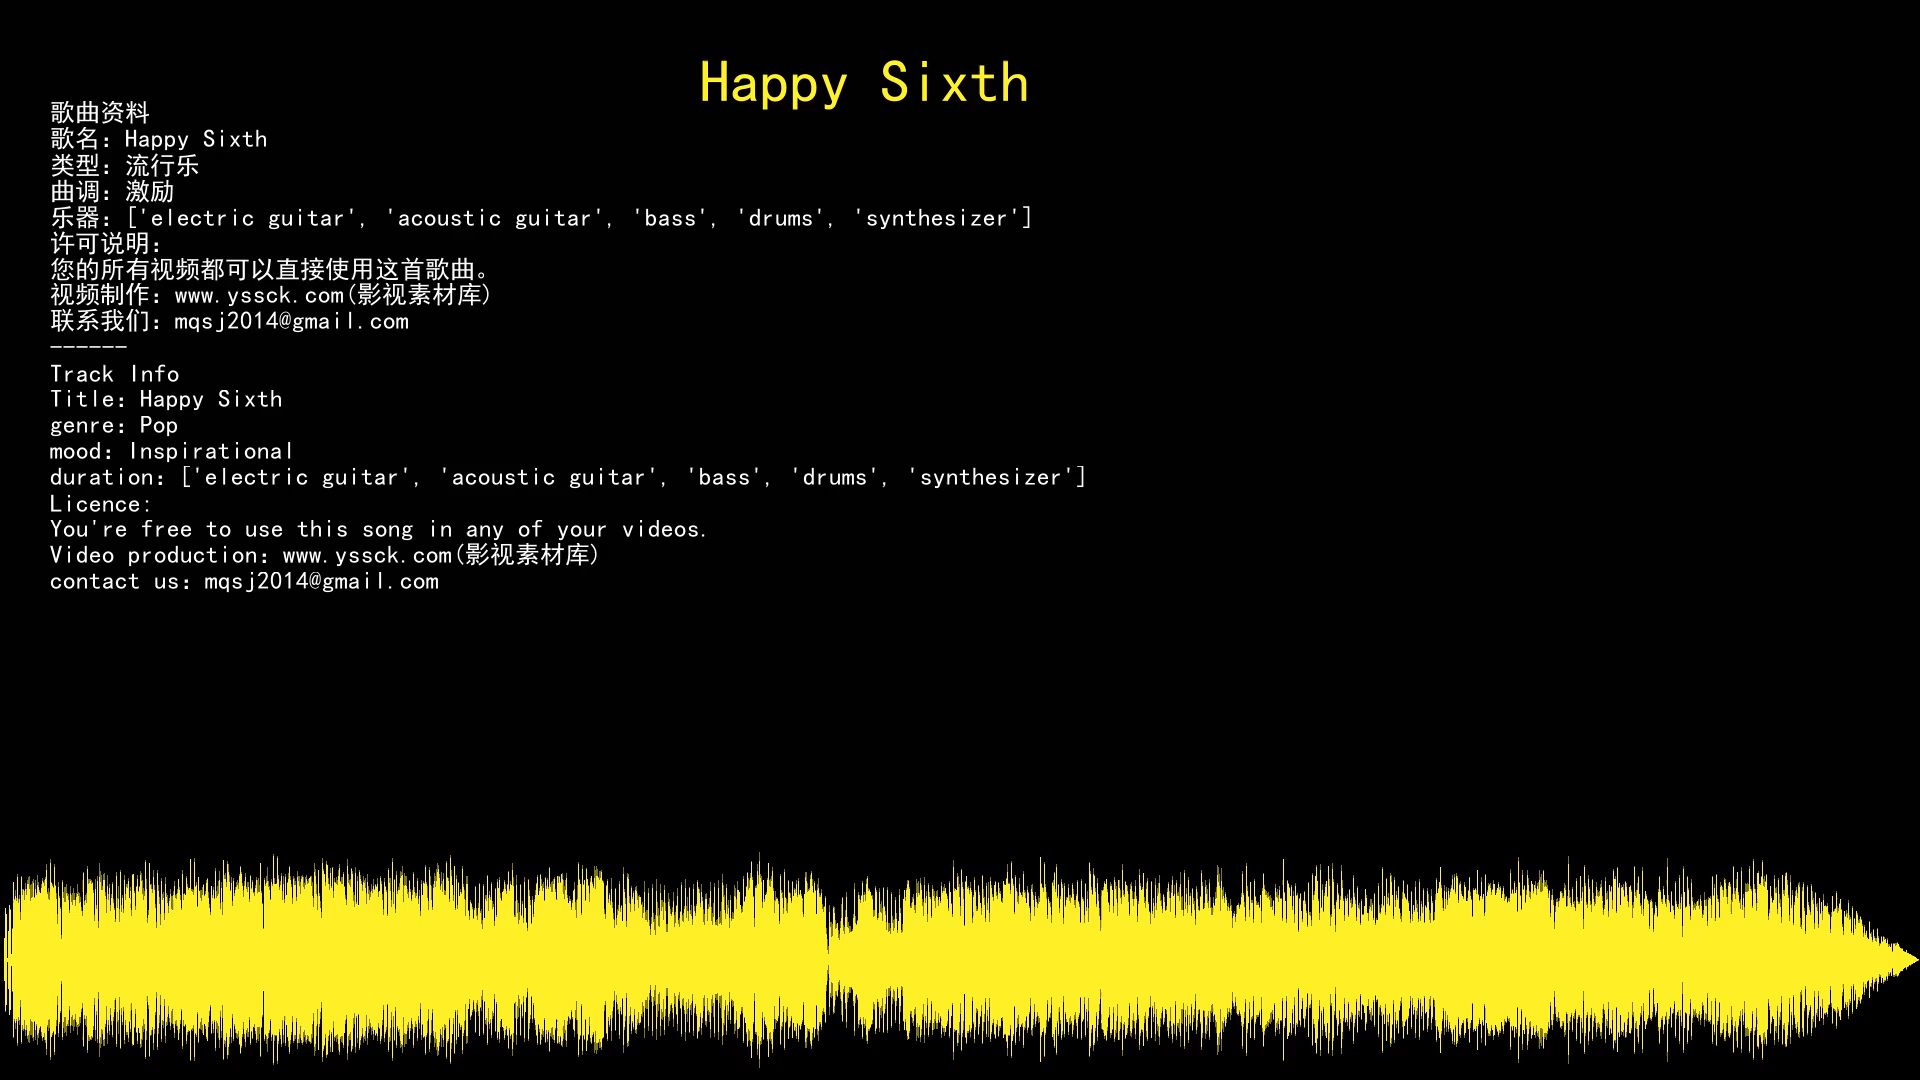 Happy Sixth
歌曲资料
歌名：Happy Sixth
类型：流行乐
曲调：激励
乐器：['electric guitar', 'acoustic guitar', 'bass', 'drums', 'synthesizer']
许可说明：
您的所有视频都可以直接使用这首歌曲。
视频制作：www.yssck.com(影视素材库)
联系我们：mqsj2014@gmail.com
------
Track Info
Title：Happy Sixth
genre：Pop
mood：Inspirational
duration：['electric guitar', 'acoustic guitar', 'bass', 'drums', 'synthesizer']
Licence:
You're free to use this song in any of your videos.
Video production：www.yssck.com(影视素材库)
contact us：mqsj2014@gmail.com